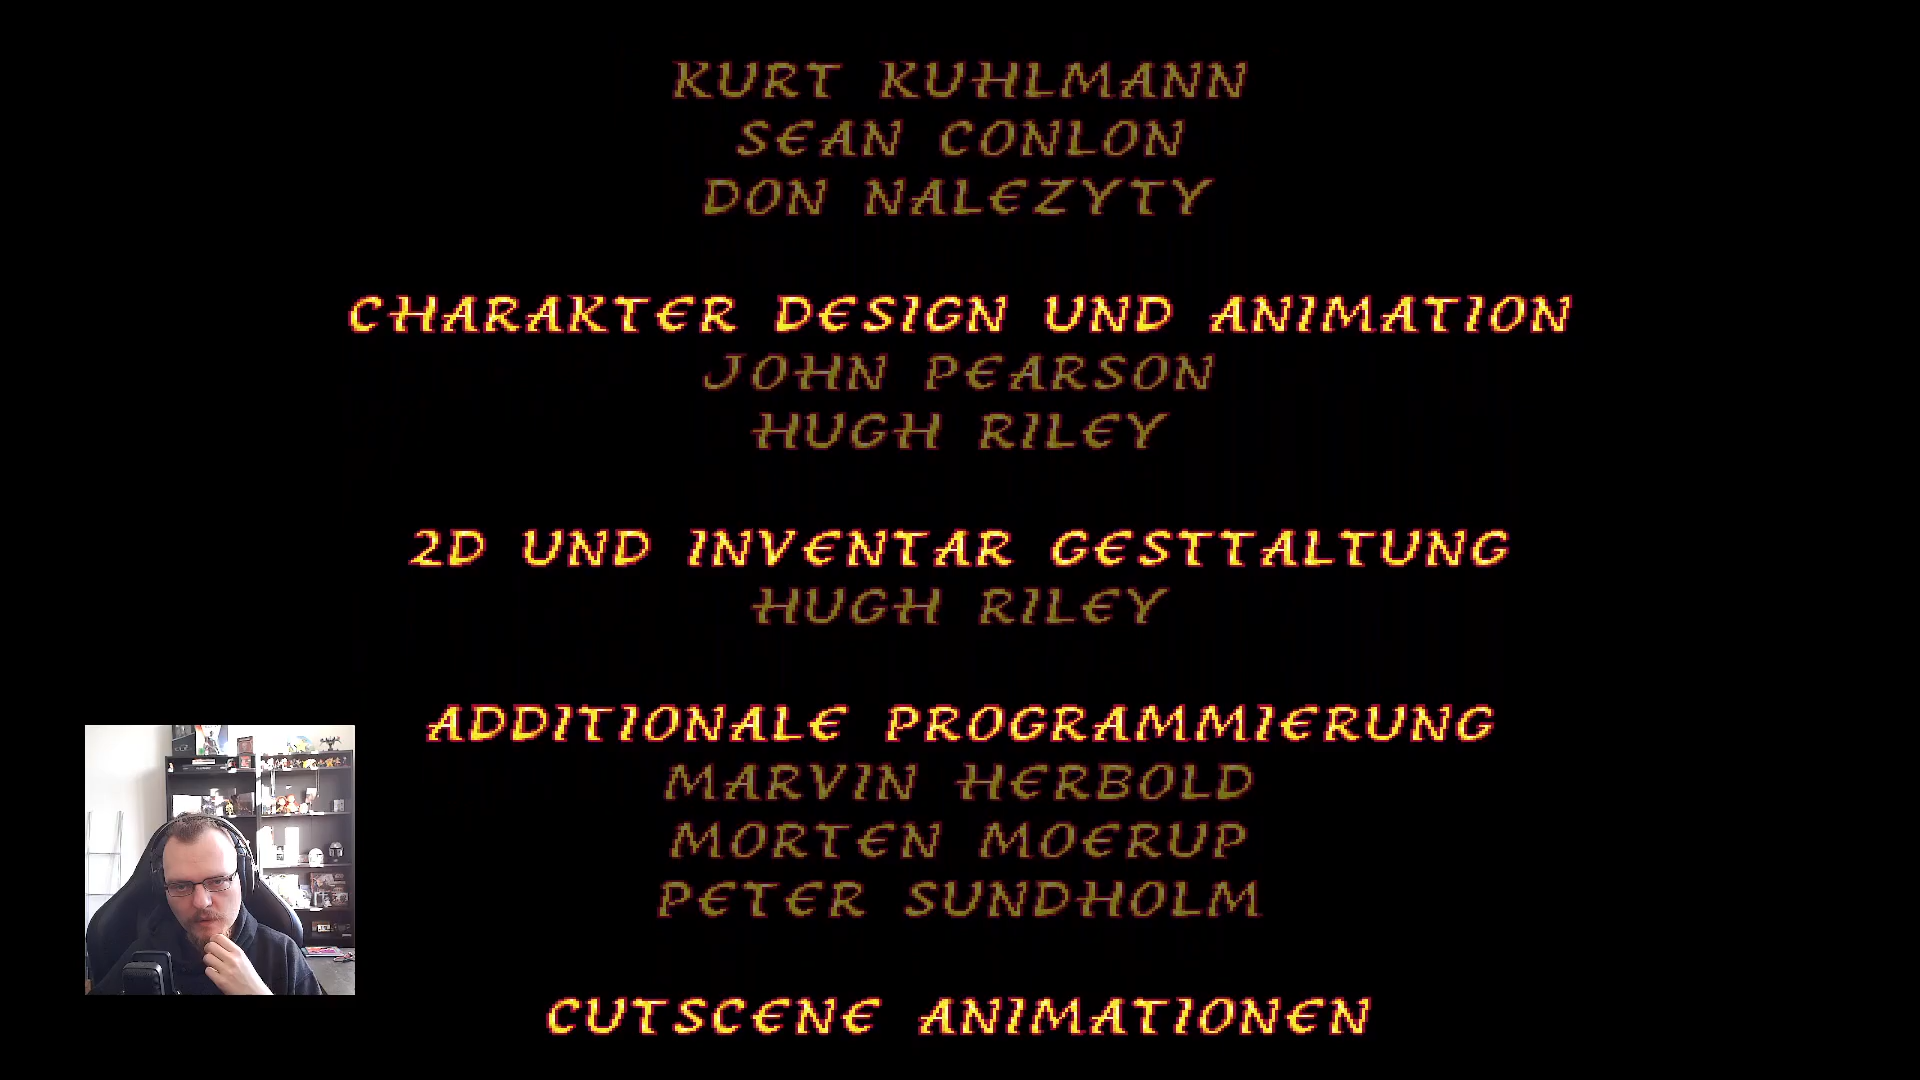 KURT KUHLMANN
SEAN CONLON
DON NALEZYTY
CHARAKTER DESIGN UND ANIMATION
JOHN PEARSON
HUGH RILEY
2D UND INVENTAR GESTTALTUNG
HUGH RILEY
ADDITIONALE PROGRAMMIERUNG
MARVIN HERBOLD
MORTEN MOERUP
PETER SUNDHOLM
CUTSCENE ANIMATIONEN